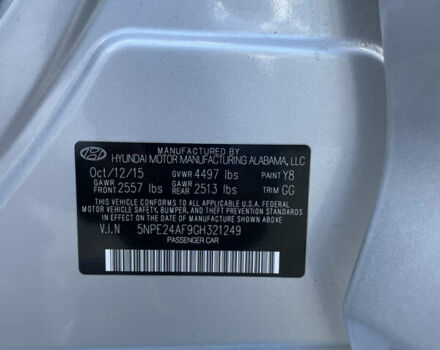 MANUFACTURED BY
HYUNDAI MOTOR MANUFACTURING ALABAMA, LLC
Oct/12/15 GVWR 4497 lbs PAINT Y8
GAWR FRONT 2557 lbs GAWR REAR 2513 lbs TRIM GG
THIS VEHICLE CONFORMS TO ALL APPLICABLE
FEDERAL MOTOR VEHICLE SAFETY, BUMPER, AND
THEFT PREVENTION STANDARDS IN EFFECT ON
THE DATE OF MANUFACTURE SHOWN ABOVE.
V.I.N 5NPE24AF9GH321249
PASSENGER CAR